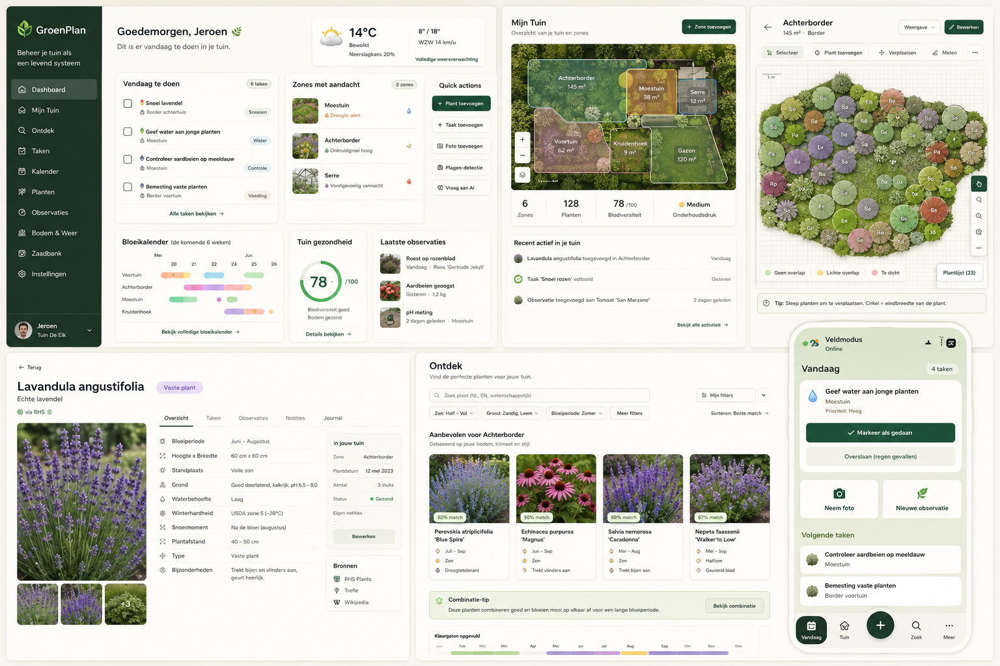 GroenPlan
Beheer je tuin als
een levend systeem
Dashboard
Mijn Tuin
Ontdek
Taken
Kalender
Planten
Observaties
Bodem & Weer
Zaadbank
Instellingen
Jeroen
Tuin De Eik
Goedemorgen, Jeroen
Dit is er vandaag te doen in je tuin.
14°C
Bewolkt
Neerslagkans 20%
8° / 18°
WZW 14 km/u
Volledige weersverwachting
Vendaag te doen
6 taken
Snoei lavendel
Border achterhuis
Snoeien
Geef water aan jonge planten
Moestuin
Water
Controleer aardbeien op meeldauw
Moestuin
Controle
Bemesting vaste planten
Border voortuin
Voeding
Alle taken bekijken →
Zones met aandacht
3 zones
Moestuin
Droogte-alert
Achterborder
Onkruidgroei hoog
Serre
Vorstgevoelig vannacht
Quick actions
+ Plant toevoegen
+ Taak toevoegen
Foto toevoegen
Plagen-detectie
Vraag aan AI
Bloeikalender (de komende 6 weken)
Mei Jun
20 21 22 24 25 26
Voortuin
Achterborder
Moestuin
Kruidenhoek
Bekijk volledige bloeikalender →
Tuin gezondheid
78 /100
Biodiversiteit goed
Bodem gezond
Details bekijken →
Laatste observaties
Roest op rozenblad
Vandaag · Roos 'Gertrude Jekyll'
Aardbeien geoogst
Gisteren · 1,2 kg
pH meting
2 dagen geleden · Moestuin
Mijn Tuin
Overzicht van je tuin en zones
+ Zone toevoegen
Achterborder
145 m²
Moestuin
38 m²
Serre
12 m²
Voortuin
62 m²
Kruidenhoek
9 m²
Gazon
120 m²
+
−
6
Zones
128
Planten
78 /100
Biodiversiteit
Medium
Onderhoudsdruk
Recent actief in je tuin
Lavandula angustifolia toegevoegd in Achterborder
Vandaag
Taak 'Snoei rozen' voltooid
Gisteren
Observatie toegevoegd aan Tomaat 'San Marzano'
2 dagen geleden
Bekijk alle activiteit →
← Achterborder
145 m² · Border
Weergave
Bewerken
Selecteer
Plant toevoegen
Verplaatsen
Meten
···
Geen overlap
Lichte overlap
Te dicht
Plantlijst (23)
Tip: Sleep planten om te verplaatsen. Cirkel = eindbreedte van de plant.
← Terug
Lavandula angustifolia
Vaste plant
Echte lavendel
via RHS
+3
Overzicht
Taken
Observaties
Notities
Journal
Bloeiperiode Juni – Augustus
Hoogte x Breedte 60 cm x 60 cm
Standplaats Volle zon
Grond Goed doorlatend, kalkrijk, pH 6.5 – 8.0
Waterbehoefte Laag
Winterhardheid USDA zone 5 (−28°C)
Snoeimoment Na de bloei (augustus)
Plantafstand 40 – 50 cm
Type Vaste plant
Bijzonderheden Trekt bijen en vlinders aan,
geurt heerlijk.
In jouw tuin
Zone Achterborder
Plantdatum 12 mei 2023
Aantal 3 stuks
Status Gezond
Eigen notities
Bewerken
Bronnen
RHS Plants
Trefle
Wikipedia
Ontdek
Vind de perfecte planten voor jouw tuin.
Zoek plant (NL, EN, wetenschappelijk)
Mijn filters
Zon: Half – Vol
Grond: Zandig, Leem
Bloeiperiode: Zomer
Meer filters
Sorteren: Beste match →
Aanbevolen voor Achterborder
Gebaseerd op jouw bodem, klimaat en stijl
92% match
Perovskia atriplicifolia
'Blue Spire'
Juli – Sep
Zon
Droogtetolerant
90% match
Echinacea purpurea
'Magnus'
Jun – Sep
Zon
Trekt vlinders aan
88% match
Salvia nemorosa
'Caradonna'
Mei – Aug
Zon
Trekt bijen aan
87% match
Nepeta faassenii
Mei – Sep
Halfzon
Geurend blad
Combinatie-tip
Deze planten combineren goed en bloeien mooi op elkaar af voor een lange bloeiperiode.
Bekijk combinatie
Kleurgaten opgevuld
Jan Feb Mrt Mrt Apr Mei Jun Jul Aug Sep Okt Nov Dec
Veldmodus
Online
Vandaag
4 taken
Geef water aan jonge planten
Moestuin
Prioriteit: Hoog
Markeer als gedaan
Overslaan (regen gevallen)
Neem foto
Nieuwe observatie
Volgende taken
Controleer aardbeien op meeldauw
Moestuin
Bemesting vaste planten
Border voortuin
Vandaag
Tuin
+
Zoek
Meer